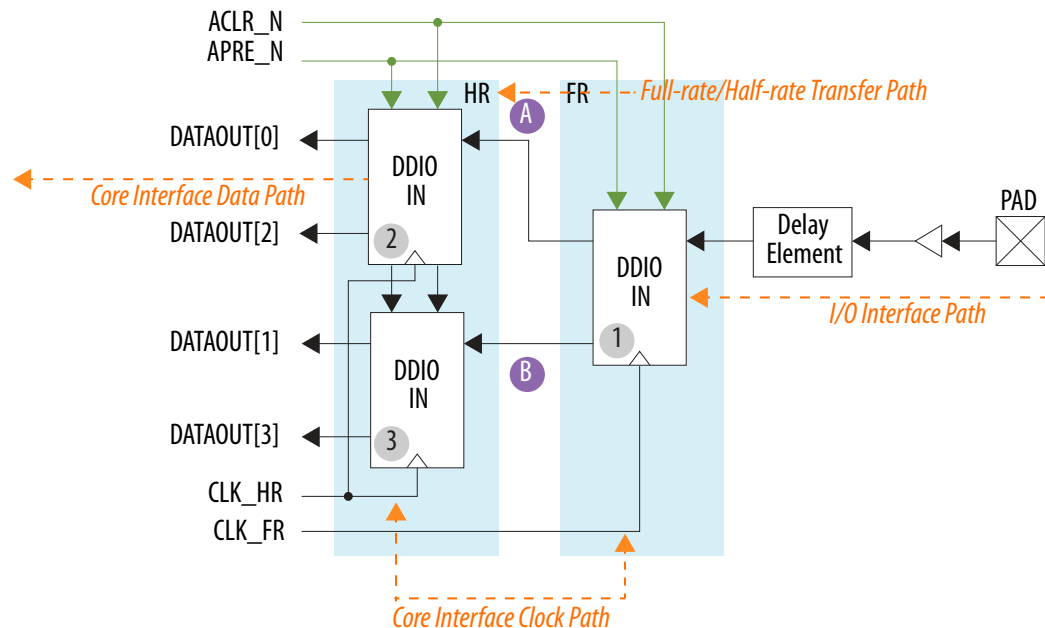 ACLR_N
APRE_N
HR
FR
Full-rate/Half-rate Transfer Path
A
DATAOUT[0]
DDIO
IN
Core Interface Data Path
DATAOUT[2]
2
PAD
Delay
Element
DDIO
IN
I/O Interface Path
1
DATAOUT[1]
DDIO
IN
B
DATAOUT[3]
3
CLK_HR
CLK_FR
Core Interface Clock Path